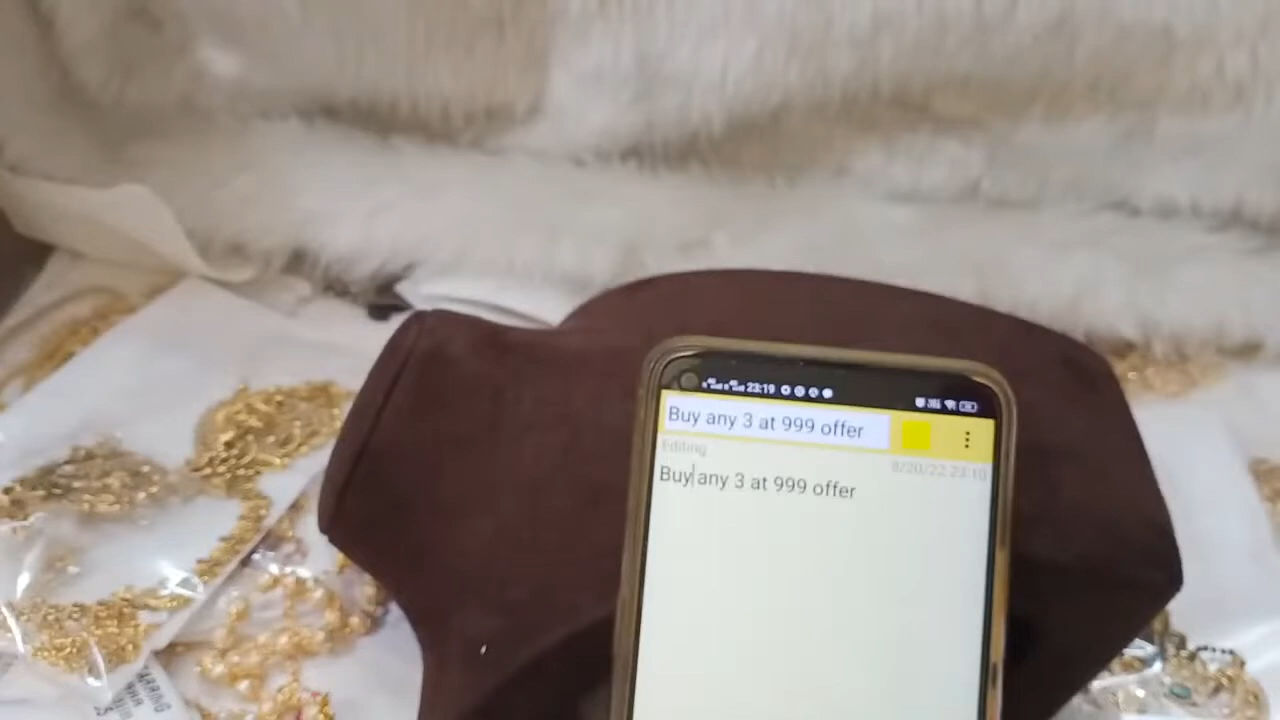 23:19
Buy any 3 at 999 offer
Editing
8/20/22 23:10
Buy any 3 at 999 offer